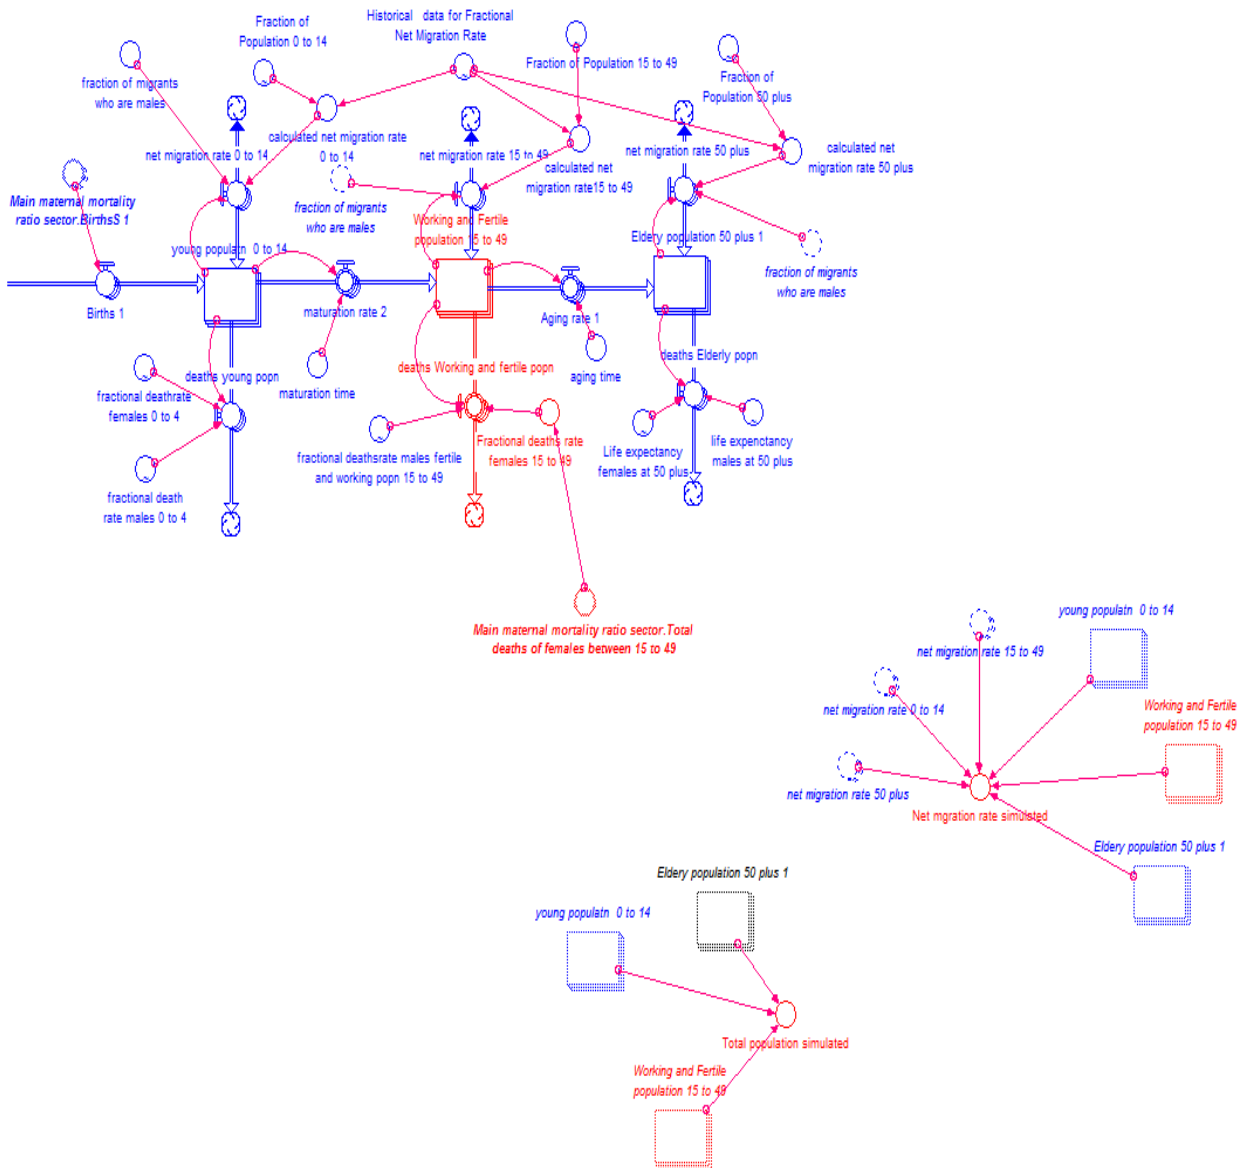 Fraction of
Population 0 to 14
Historical data for Fractional
Net Migration Rate
Fraction of Population 15 to 49
Fraction of
Population 50 plus
fraction of migrants
who are males
net migration rate 0 to 14
calculated net migration rate
0 to 14
net migration rate 15 to 49
calculated net
migration rate15 to 49
net migration rate 50 plus
calculated net
migration rate 50 plus
Main maternal mortality
ratio sector.BirthsS 1
fraction of migrants
who are males
Working and Fertile
population 15 to 49
Eldery population 50 plus 1
fraction of migrants
who are males
young populatn 0 to 14
Births 1
maturation rate 2
Aging rate 1
deaths young popn
maturation time
deaths Working and fertile popn
aging time
deaths Elderly popn
fractional deathrate
females 0 to 4
fractional death
rate males 0 to 4
fractional deathsrate males fertile
and working popn 15 to 49
Fractional deaths rate
females 15 to 49
Life expectancy
females at 50 plus
life expenctancy
males at 50 plus
Main maternal mortality ratio sector.Total
deaths of females between 15 to 49
young populatn 0 to 14
net migration rate 15 to 49
net migration rate 0 to 14
Working and Fertile
population 15 to 49
net migration rate 50 plus
Net mgration rate simulsted
Eldery population 50 plus 1
Eldery population 50 plus 1
young populatn 0 to 14
Total population simulated
Working and Fertile
population 15 to 49